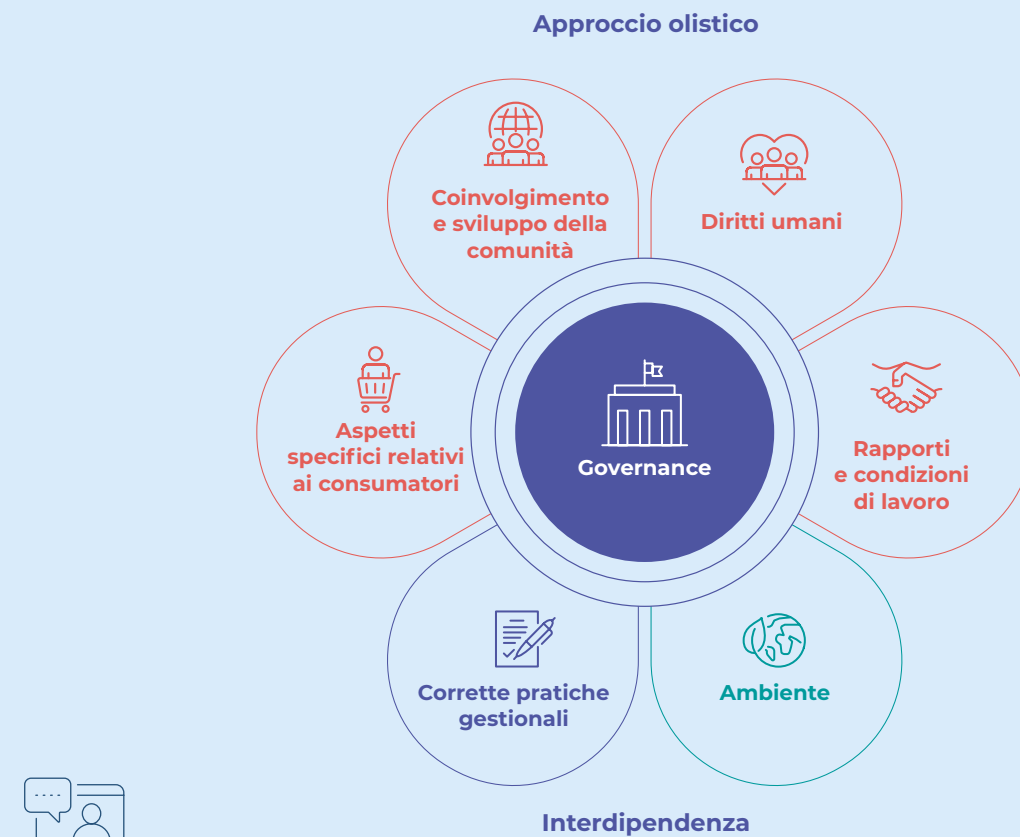 Approccio olistico
Coinvolgimento
e sviluppo della
comunità
Diritti umani
Aspetti
specifici relativi
ai consumatori
Governance
Rapporti
e condizioni
di lavoro
Corrette pratiche
gestionali
Ambiente
Interdipendenza